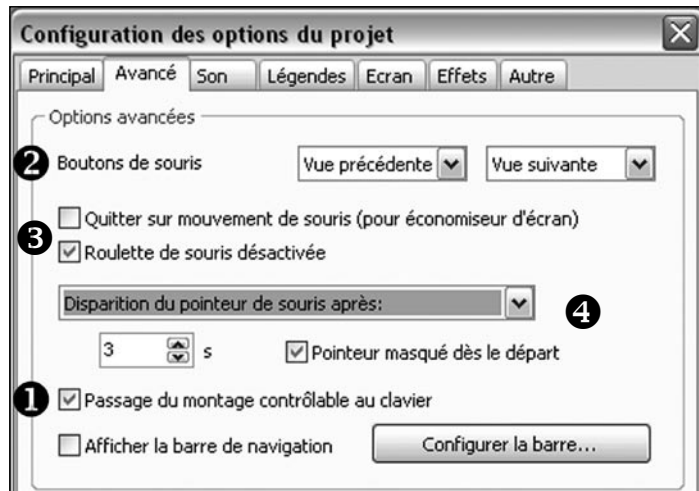 Configuration des options du projet
Principal Avancé Son Légendes Ecran Effets Autre
Options avancées
2 Boutons de souris Vue précédente Vue suivante
Quitter sur mouvement de souris (pour économiseur d'écran)
3
Roulette de souris désactivée
Disparition du pointeur de souris après: 4
3 s Pointeur masqué dès le départ
1 Passage du montage contrôlable au clavier
Afficher la barre de navigation Configurer la barre...